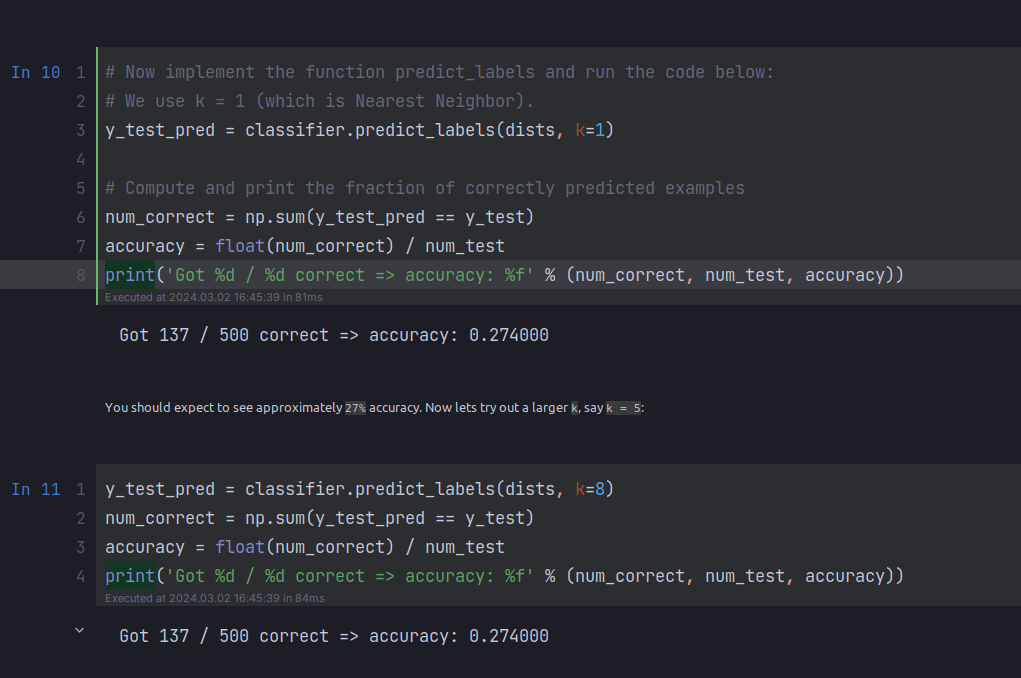 In 10 1 # Now implement the function predict_labels and run the code below:
2 # We use k = 1 (which is Nearest Neighbor).
3 y_test_pred = classifier.predict_labels(dists, k=1)
4
5 # Compute and print the fraction of correctly predicted examples
6 num_correct = np.sum(y_test_pred == y_test)
7 accuracy = float(num_correct) / num_test
8 print('Got %d / %d correct => accuracy: %f' % (num_correct, num_test, accuracy))
Executed at 2024.03.02 16:45:39 in 81ms
Got 137 / 500 correct => accuracy: 0.274000
You should expect to see approximately 27% accuracy. Now lets try out a larger k, say k = 5:
In 11 1 y_test_pred = classifier.predict_labels(dists, k=8)
2 num_correct = np.sum(y_test_pred == y_test)
3 accuracy = float(num_correct) / num_test
4 print('Got %d / %d correct => accuracy: %f' % (num_correct, num_test, accuracy))
Executed at 2024.03.02 16:45:39 in 84ms
Got 137 / 500 correct => accuracy: 0.274000